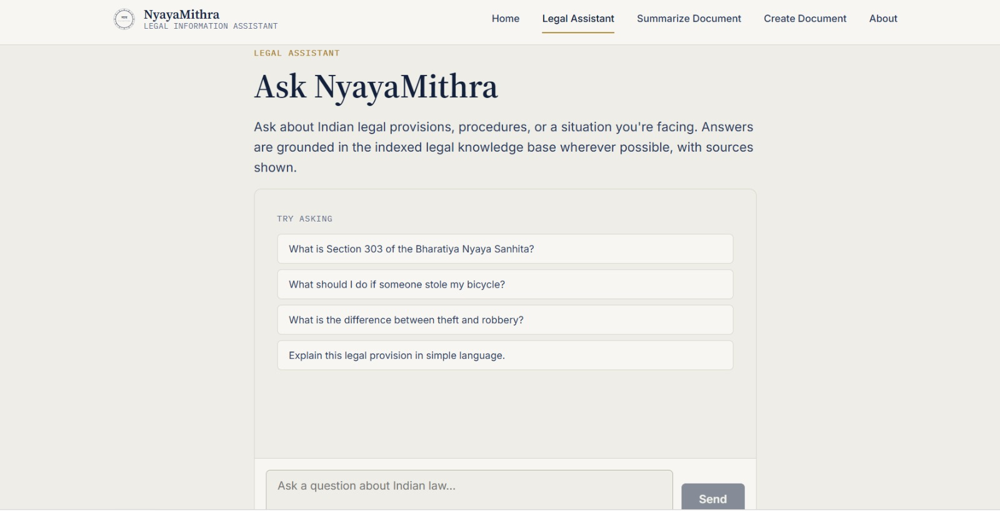 NyayaMithra
LEGAL INFORMATION ASSISTANT
Home
Legal Assistant
Summarize Document
Create Document
About
LEGAL ASSISTANT
Ask NyayaMithra
Ask about Indian legal provisions, procedures, or a situation you're facing. Answers
are grounded in the indexed legal knowledge base wherever possible, with sources
shown.
TRY ASKING
What is Section 303 of the Bharatiya Nyaya Sanhita?
What should I do if someone stole my bicycle?
What is the difference between theft and robbery?
Explain this legal provision in simple language.
Ask a question about Indian law...
Send